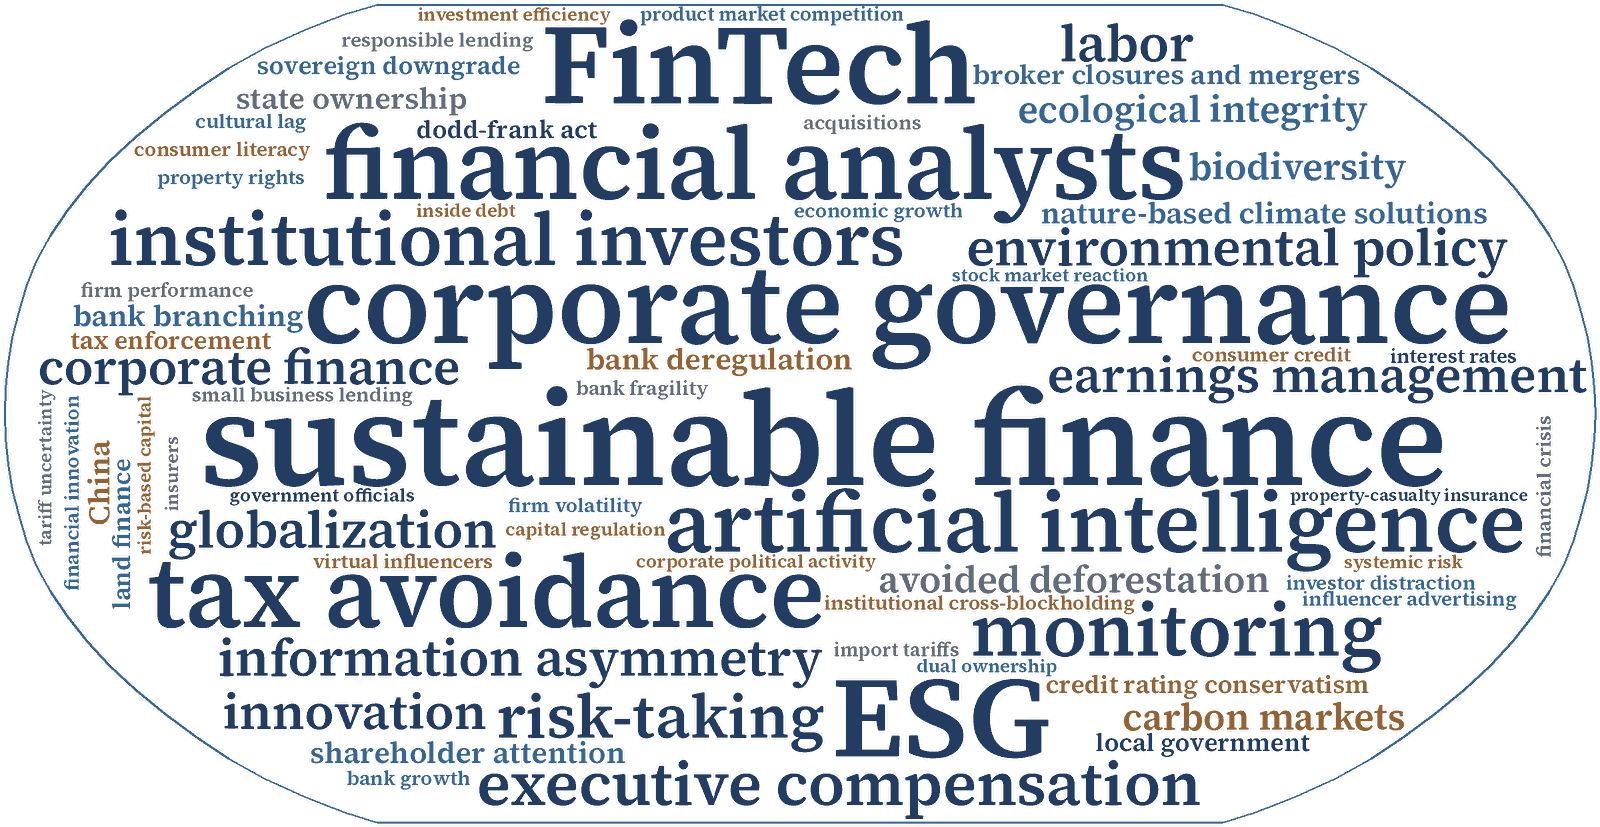 investment efficiency
product market competition
responsible lending
FinTech
labor
sovereign downgrade
broker closures and mergers
state ownership
ecological integrity
cultural lag
dodd-frank act
acquisitions
consumer literacy
financial analysts
biodiversity
property rights
inside debt
economic growth
nature-based climate solutions
institutional investors
environmental policy
stock market reaction
firm performance
corporate governance
bank branching
tax enforcement
bank deregulation
consumer credit
interest rates
corporate finance
earnings management
bank fragility
small business lending
sustainable finance
tariff uncertainty
financial innovation
China
land finance
risk-based capital
insurers
financial crisis
government officials
property-casualty insurance
firm volatility
artificial intelligence
globalization
capital regulation
virtual influencers
corporate political activity
systemic risk
tax avoidance
avoided deforestation
investor distraction
influencer advertising
institutional cross-blockholding
monitoring
information asymmetry
import tariffs
dual ownership
credit rating conservatism
innovation
risk-taking
ESG
carbon markets
local government
shareholder attention
bank growth
executive compensation